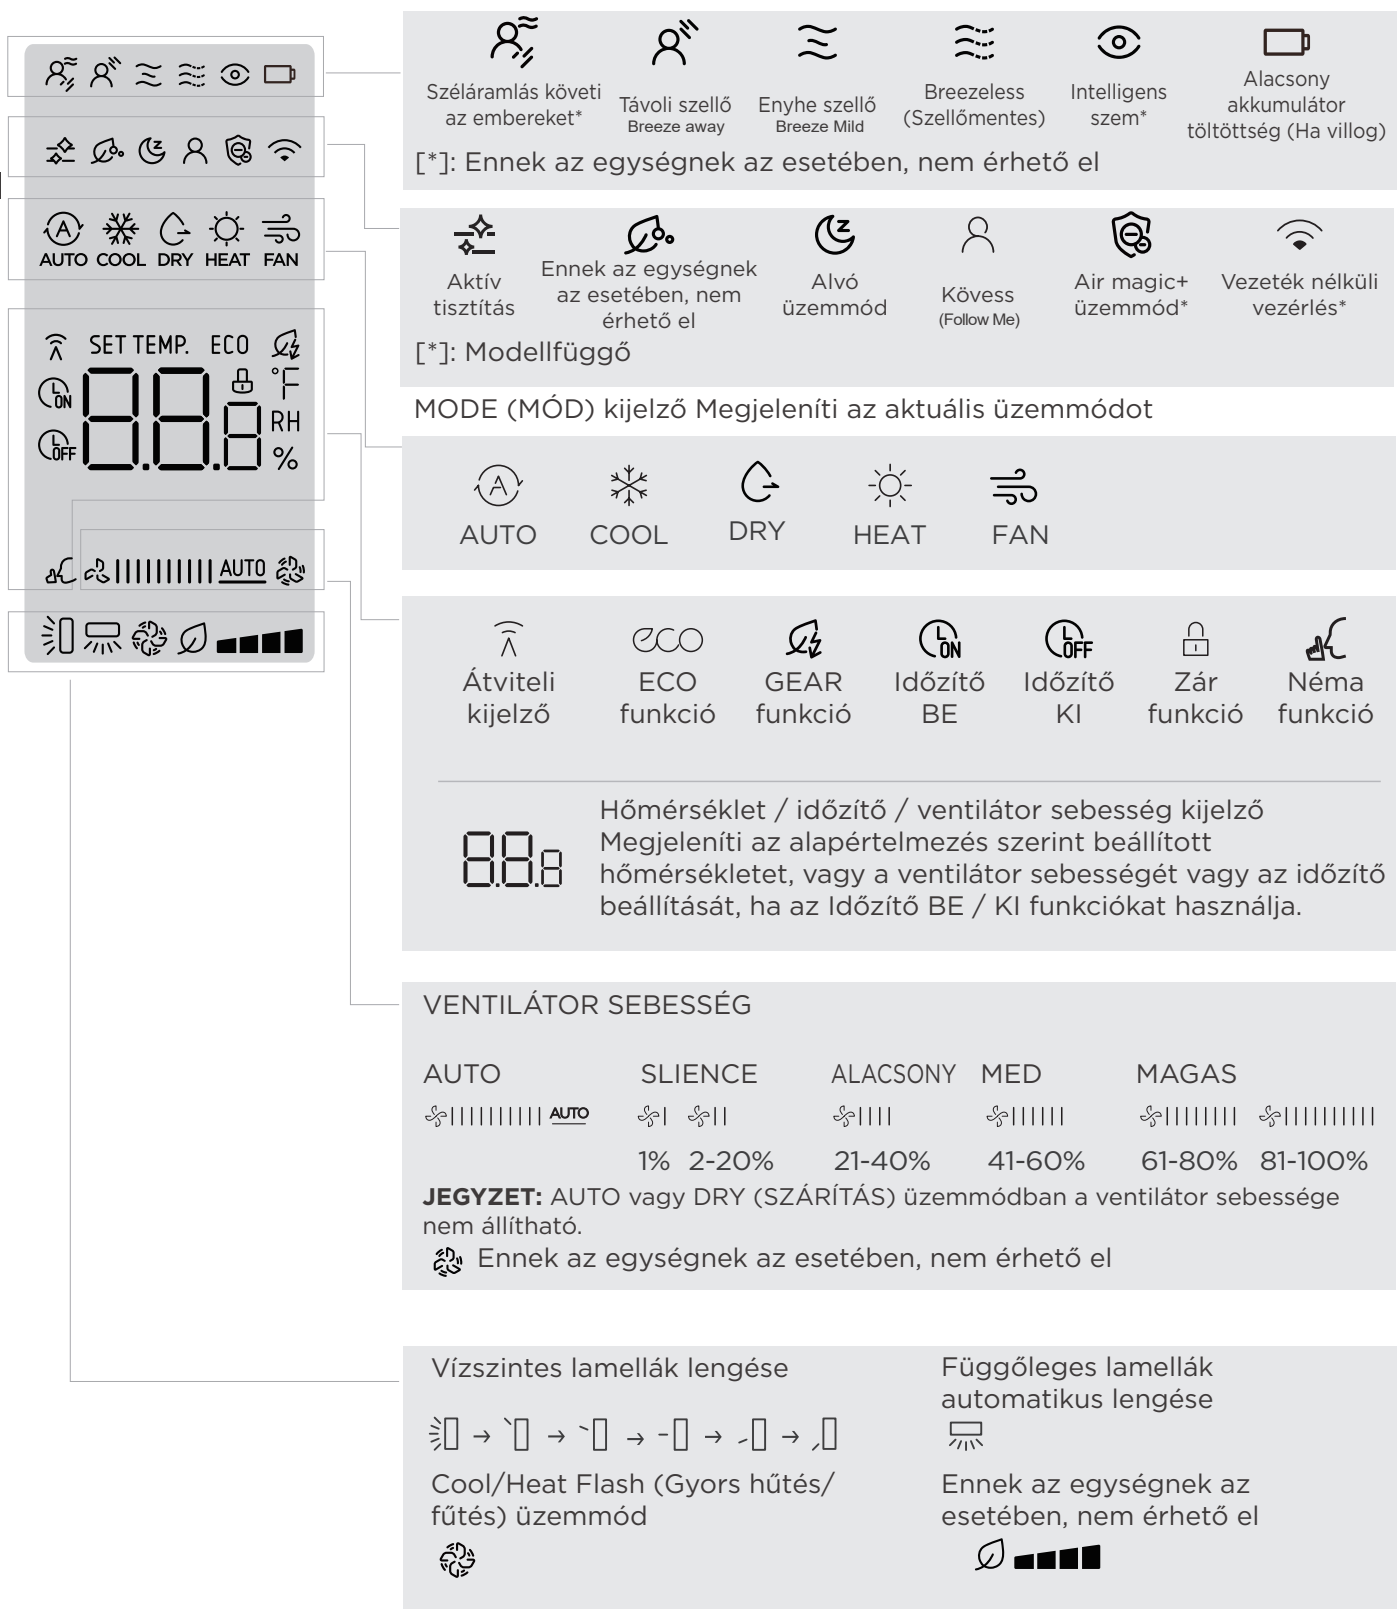 AUTO COOL DRY HEAT FAN
SET TEMP. ECO
ON
°F
88.8
RH
OFF
%
AUTO
Széláramlás követi
az embereket*
Távoli szellő
Breeze away
Enyhe szellő
Breeze Mild
Breezeless
(Szellőmentes)
Intelligens
szem*
Alacsony
akkumulátor
töltöttség (Ha villog)
[*]: Ennek az egységnek az esetében, nem érhető el
Aktív
tisztítás
Ennek az egységnek
az esetében, nem
érhető el
Alvó
üzemmód
Kövess
(Follow Me)
Air magic+
üzemmód*
Vezeték nélküli
vezérlés*
[*]: Modellfüggő
MODE (MÓD) kijelző Megjeleníti az aktuális üzemmódot
AUTO COOL DRY HEAT FAN
eco
ON
OFF
Átviteli
kijelző
ECO
funkció
GEAR
funkció
Időzítő
BE
Időzítő
KI
Zár
funkció
Néma
funkció
88.8
Hőmérséklet / időzítő / ventilátor sebesség kijelző
Megjeleníti az alapértelmezés szerint beállított
hőmérsékletet, vagy a ventilátor sebességét vagy az időzítő
beállítását, ha az Időzítő BE / KI funkciókat használja.
VENTILÁTOR SEBESSÉG
AUTO SLIENCE ALACSONY MED MAGAS
AUTO
1% 2-20% 21-40% 41-60% 61-80% 81-100%
JEGYZET: AUTO vagy DRY (SZÁRÍTÁS) üzemmódban a ventilátor sebessége
nem állítható.
Ennek az egységnek az esetében, nem érhető el
Vízszintes lamellák lengése
Cool/Heat Flash (Gyors hűtés/
fűtés) üzemmód
Függőleges lamellák
automatikus lengése
Ennek az egységnek az
esetében, nem érhető el